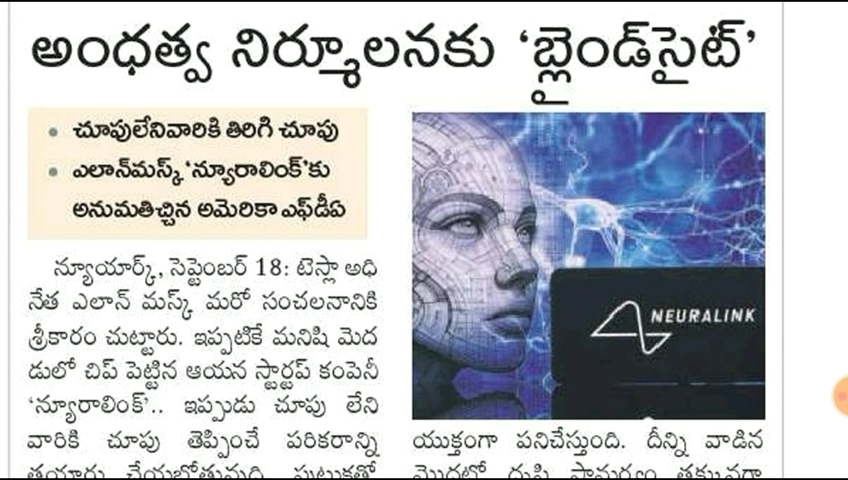 అంధత్వ నిర్మూలనకు ‘బ్లైండ్‌సైట్’
• చూపులేనివారికి తిరిగి చూపు
• ఎలాన్‌మస్క్ ‘న్యూరాలింక్’కు
అనుమతిచ్చిన అమెరికా ఎఫ్‌డీఏ
న్యూయార్క్, సెప్టెంబర్ 18: టెస్లా అధి
నేత ఎలాన్ మస్క్ మరో సంచలనానికి
శ్రీకారం చుట్టారు. ఇప్పటికే మనిషి మెద
డులో చిప్ పెట్టిన ఆయన స్టార్టప్ కంపెనీ
‘న్యూరాలింక్’.. ఇప్పుడు చూపు లేని
వారికి చూపు తెప్పించే పరికరాన్ని
NEURALINK
యుక్తంగా పనిచేస్తుంది. దీన్ని వాడిన